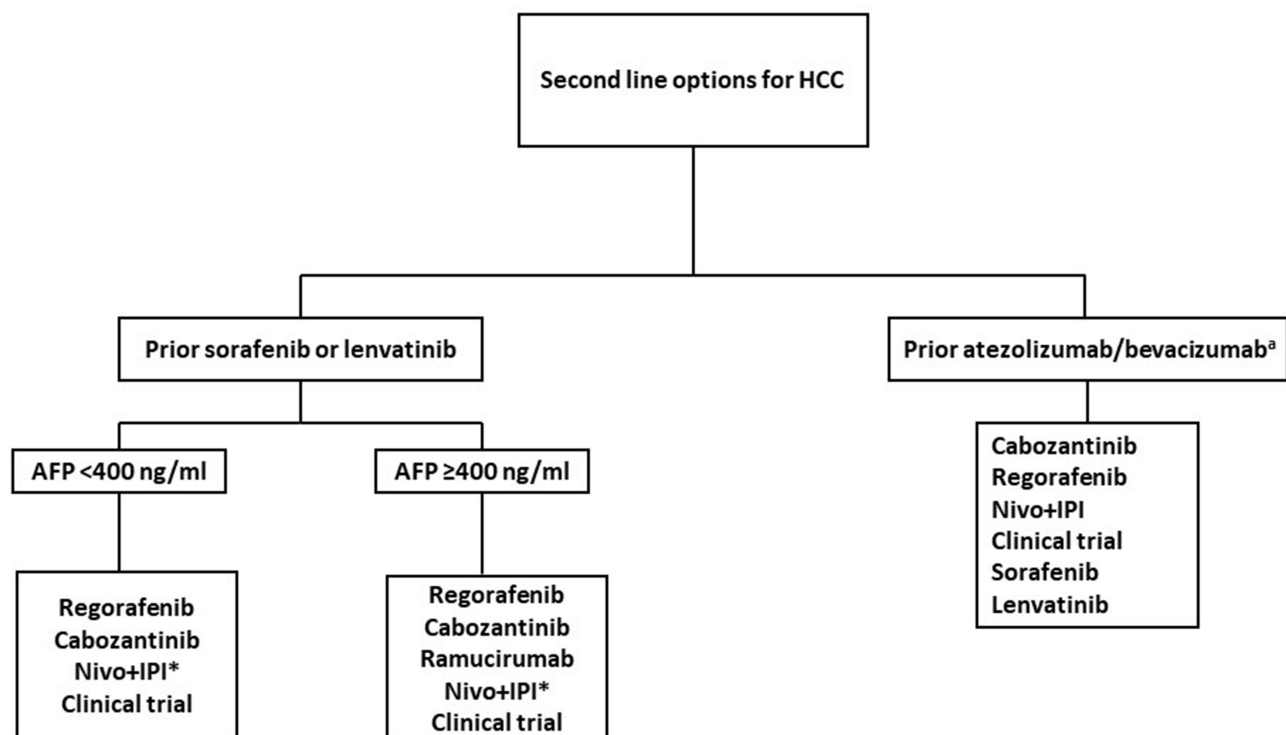 Second line options for HCC
Prior sorafenib or lenvatinib
Prior atezolizumab/bevacizumabᵃ
AFP <400 ng/ml
AFP ≥400 ng/ml
Regorafenib
Cabozantinib
Nivo+IPI*
Clinical trial
Regorafenib
Cabozantinib
Ramucirumab
Nivo+IPI*
Clinical trial
Cabozantinib
Regorafenib
Nivo+IPI
Clinical trial
Sorafenib
Lenvatinib